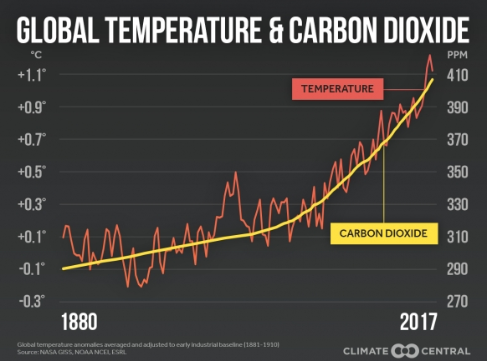 GLOBAL TEMPERATURE & CARBON DIOXIDE
°C PPM
+1.1° 410
TEMPERATURE
+0.9° 390
+0.7° 370
+0.5° 350
+0.3° 330
CARBON DIOXIDE
+0.1° 310
-0.1° 290
-0.3° 270
1880 2017
Global temperature anomalies averaged and adjusted to early industrial baseline (1881-1910)
Source: NASA GISS, NOAA NCEI, ESRL
CLIMATE CENTRAL